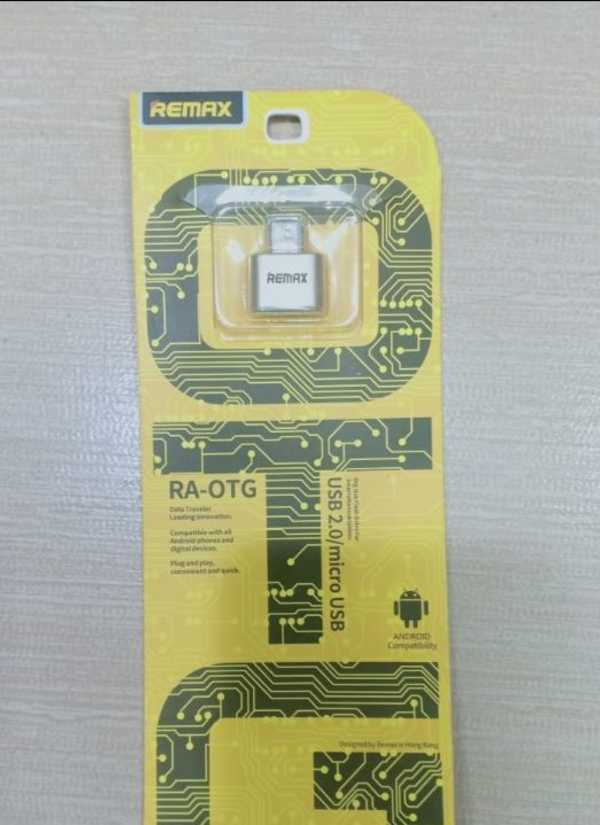 REMAX
REMAX
OTG
RA-OTG
Data Traveler
Leading innovation.
Compatible with all
Android phones and
digital devices.
Plug and play,
convenient and quick.
USB 2.0/micro USB
ANDROID
Compatibility
Designed by Remax in Hong Kong